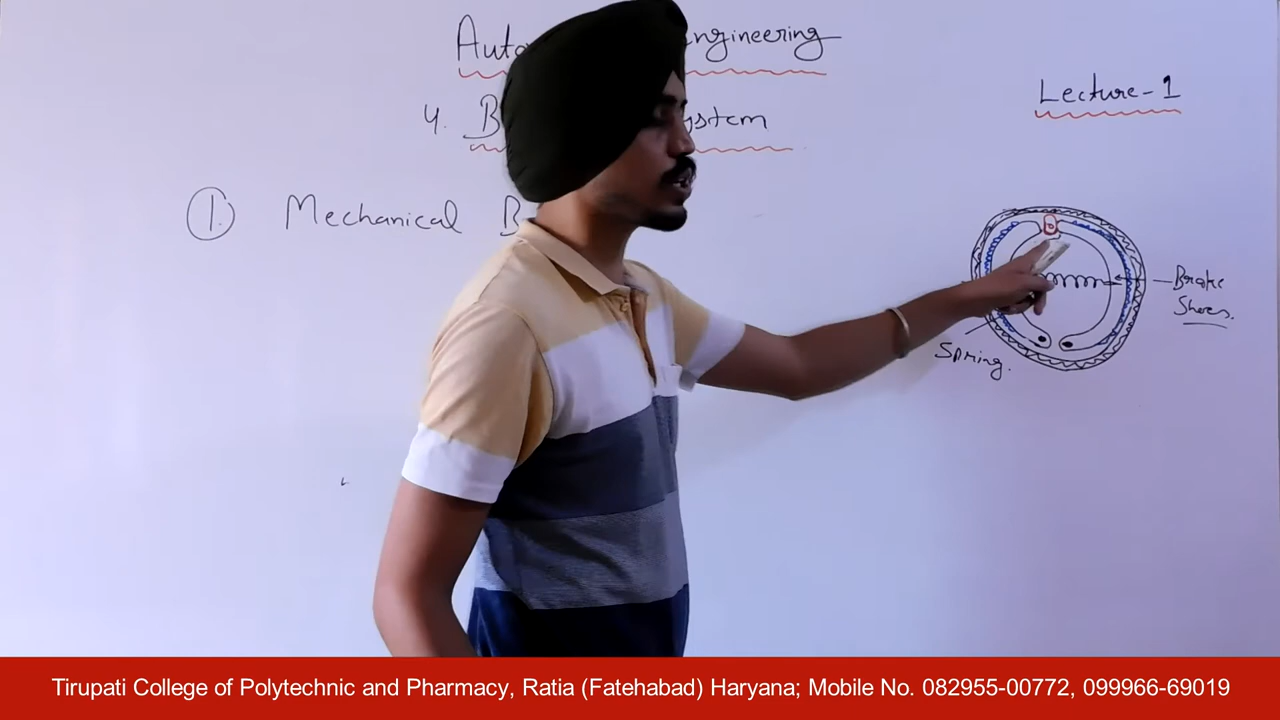 Auto ngineering
4. B ystem
Lecture-1
1. Mechanical B
Brake
Shoes.
Spring.
Tirupati College of Polytechnic and Pharmacy, Ratia (Fatehabad) Haryana; Mobile No. 082955-00772, 099966-69019